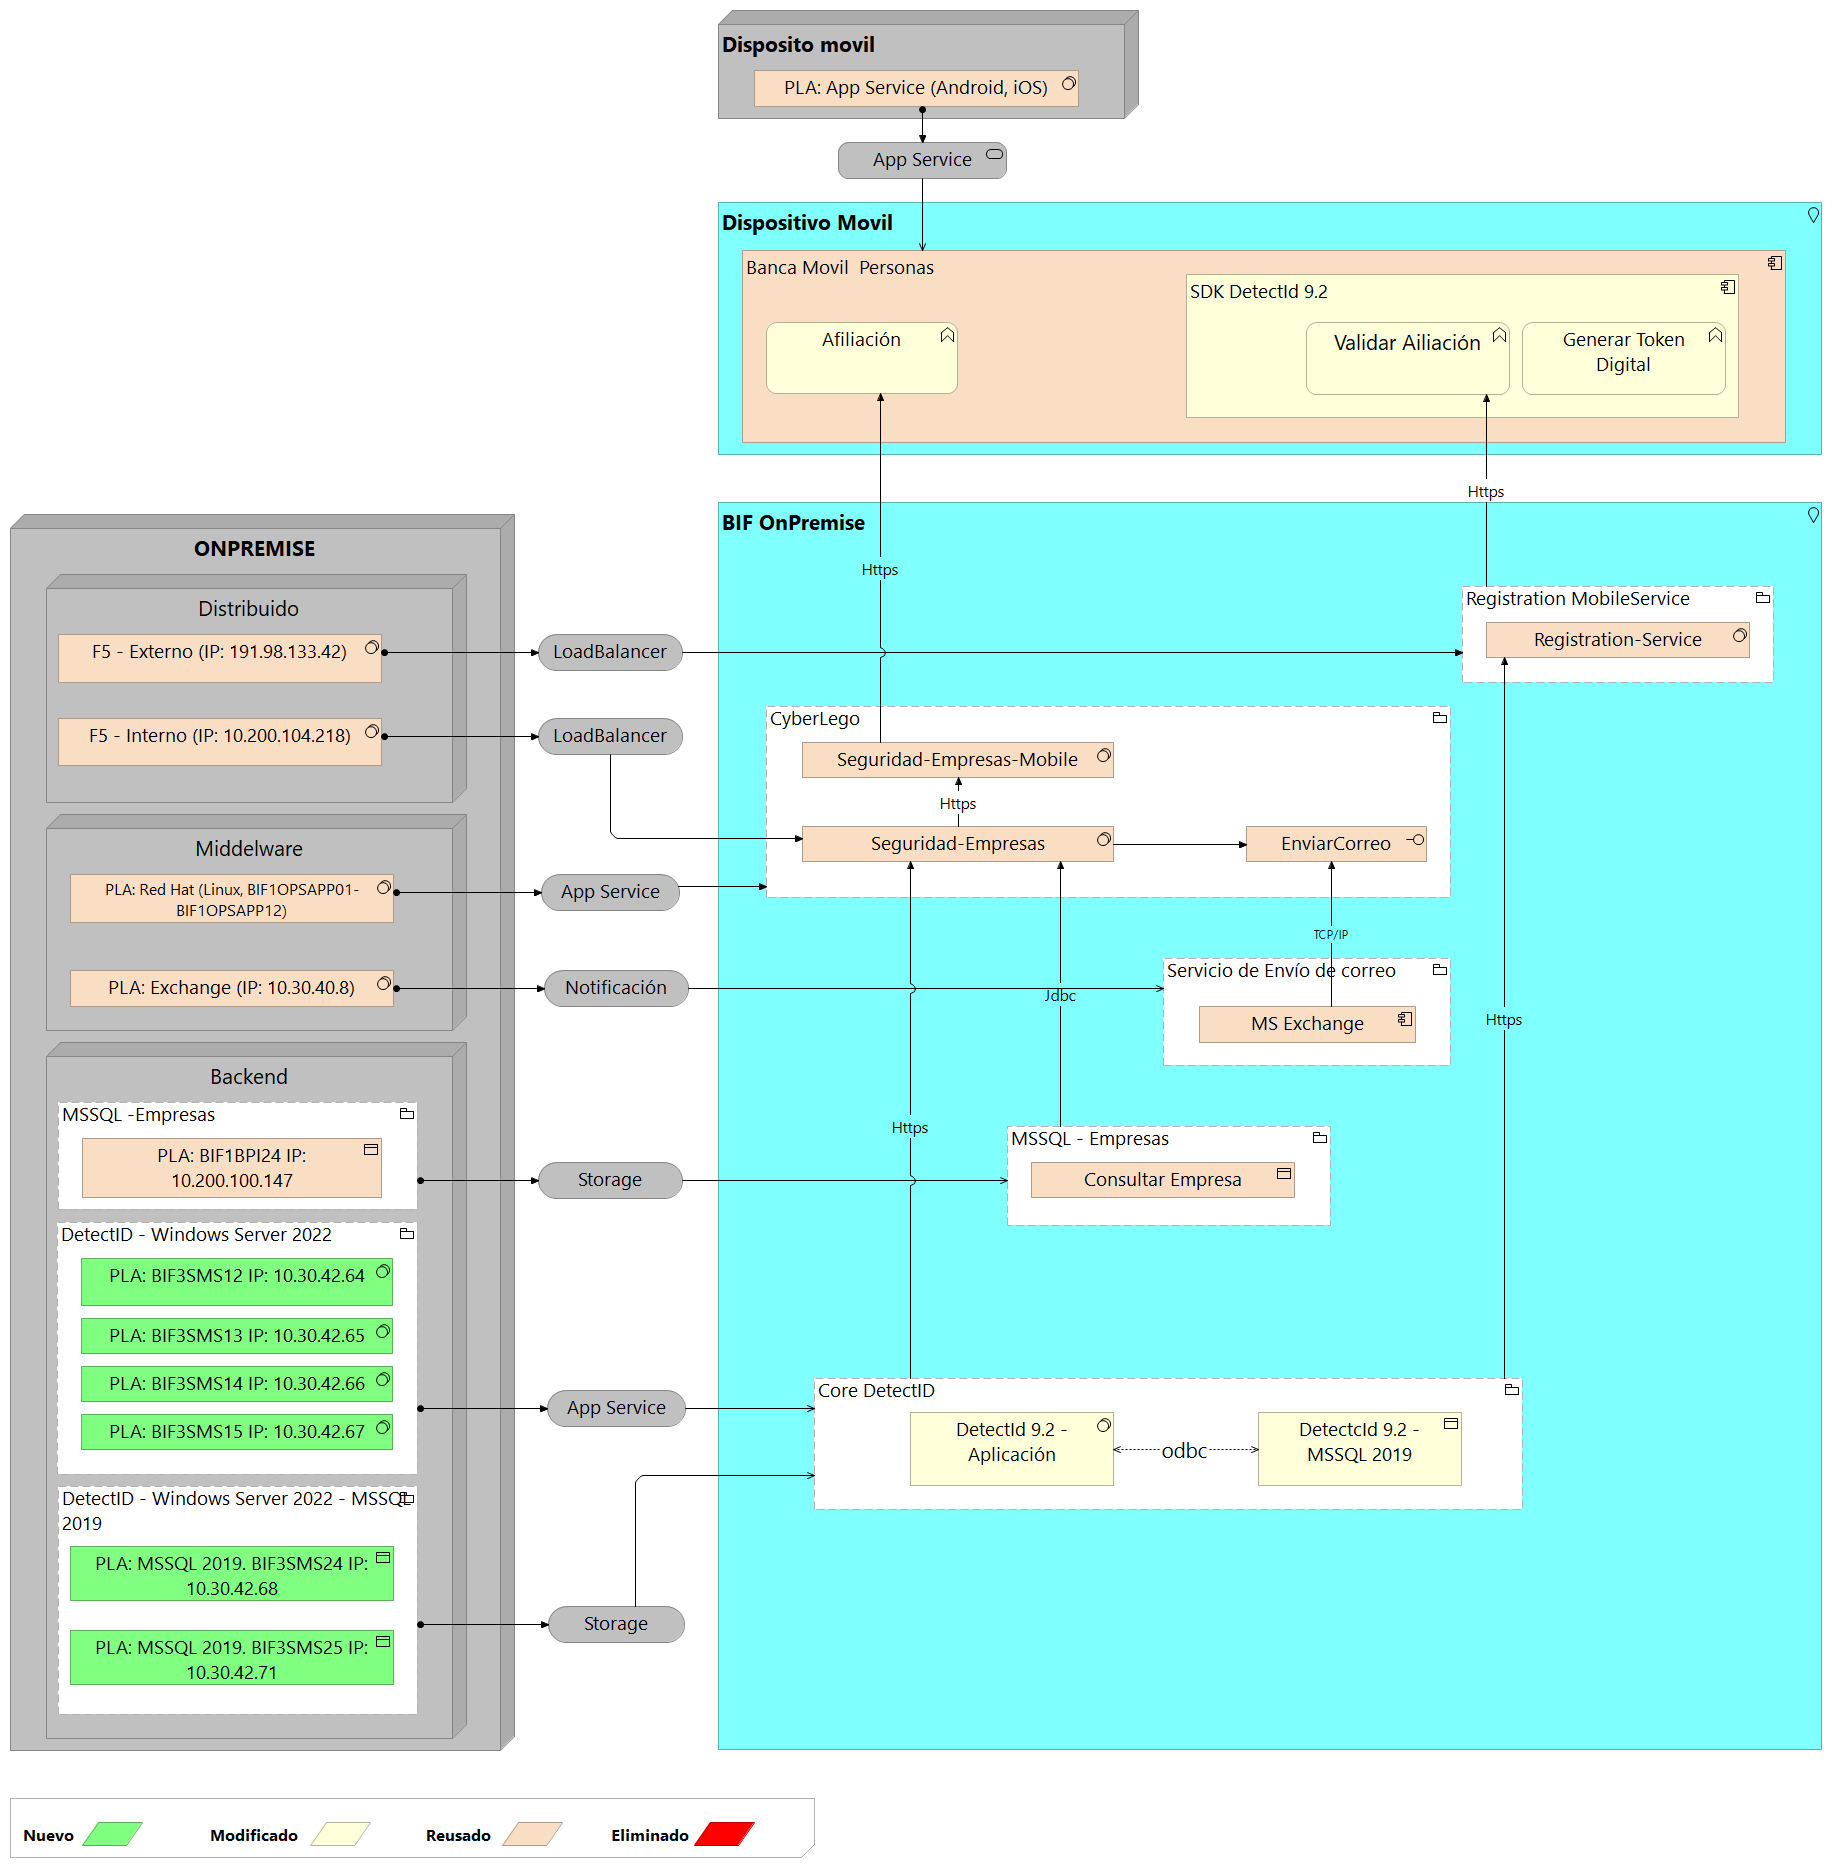 Disposito movil
PLA: App Service (Android, iOS)
App Service
Dispositivo Movil
Banca Movil  Personas
SDK DetectId 9.2
Afiliación
Validar Ailiación
Generar Token
Digital
Https
BIF OnPremise
ONPREMISE
Https
Distribuido
Registration MobileService
F5 - Externo (IP: 191.98.133.42)
LoadBalancer
Registration-Service
CyberLego
F5 - Interno (IP: 10.200.104.218)
LoadBalancer
Seguridad-Empresas-Mobile
Https
Middelware
Seguridad-Empresas
EnviarCorreo
PLA: Red Hat (Linux, BIF1OPSAPP01-
BIF1OPSAPP12)
App Service
TCP/IP
Servicio de Envío de correo
PLA: Exchange (IP: 10.30.40.8)
Notificación
Jdbc
MS Exchange
Https
Backend
MSSQL -Empresas
Https
MSSQL - Empresas
PLA: BIF1BPI24 IP:
10.200.100.147
Storage
Consultar Empresa
DetectID - Windows Server 2022
PLA: BIF3SMS12 IP: 10.30.42.64
PLA: BIF3SMS13 IP: 10.30.42.65
PLA: BIF3SMS14 IP: 10.30.42.66
PLA: BIF3SMS15 IP: 10.30.42.67
App Service
Core DetectID
DetectId 9.2 -
Aplicación
odbc
DetectcId 9.2 -
MSSQL 2019
DetectID - Windows Server 2022 - MSSQL
2019
PLA: MSSQL 2019. BIF3SMS24 IP:
10.30.42.68
Storage
PLA: MSSQL 2019. BIF3SMS25 IP:
10.30.42.71
Nuevo
Modificado
Reusado
Eliminado